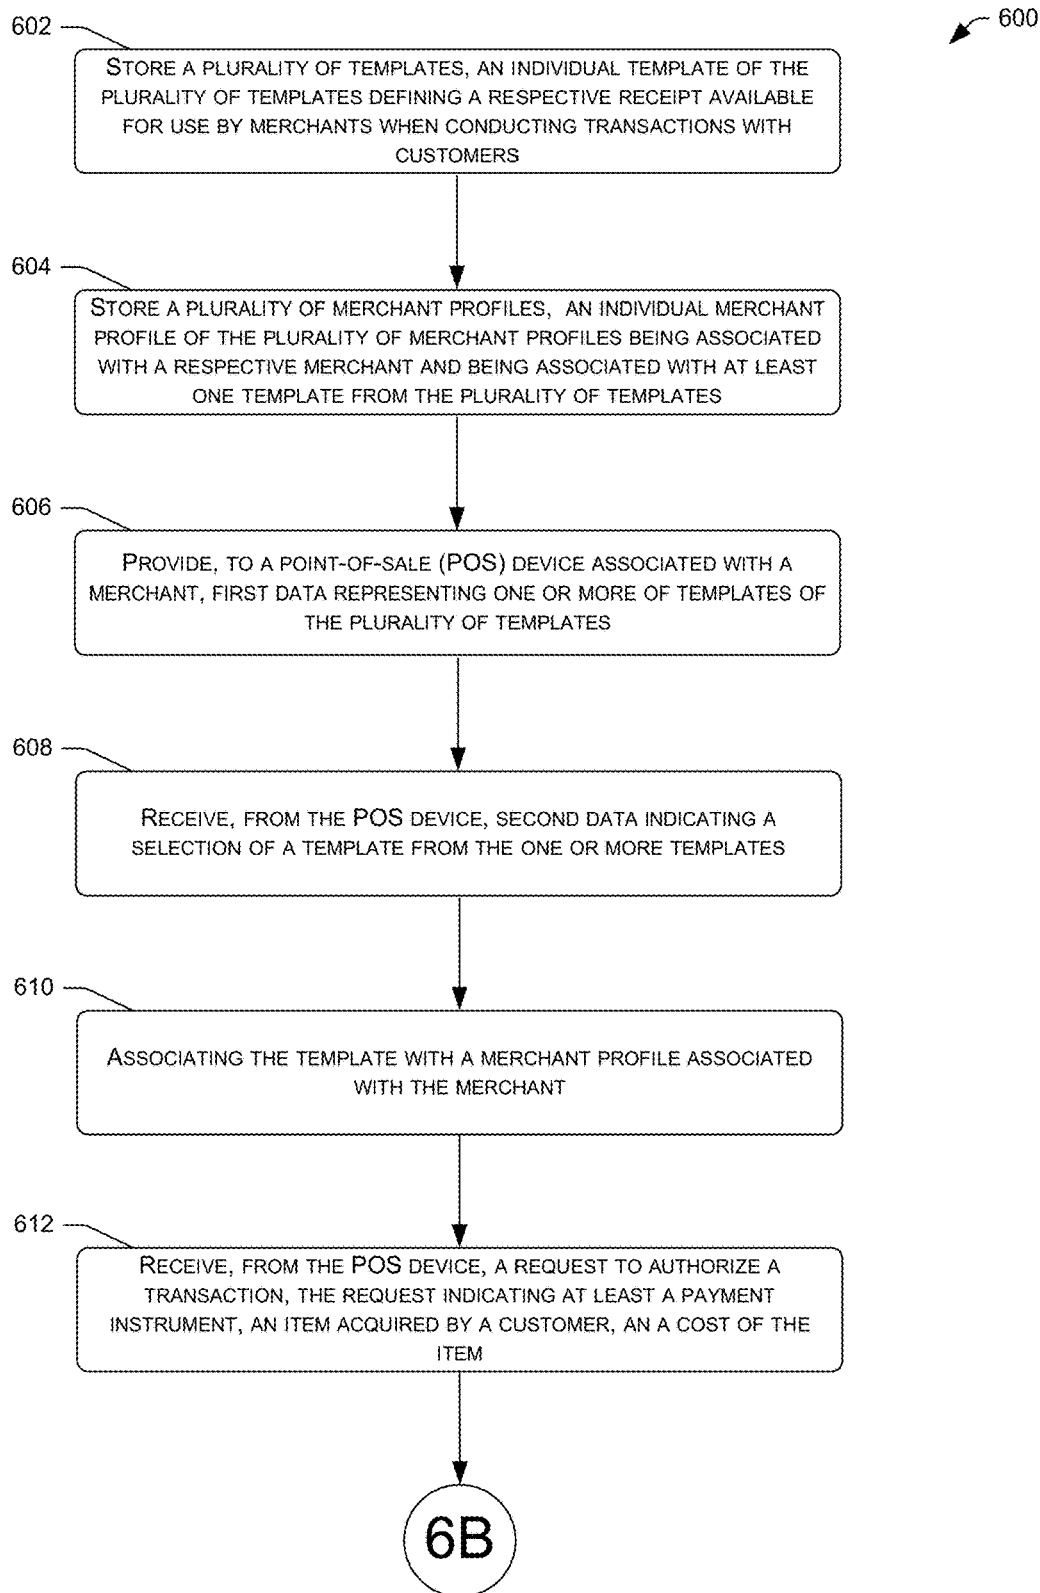 600
602
STORE A PLURALITY OF TEMPLATES, AN INDIVIDUAL TEMPLATE OF THE
PLURALITY OF TEMPLATES DEFINING A RESPECTIVE RECEIPT AVAILABLE
FOR USE BY MERCHANTS WHEN CONDUCTING TRANSACTIONS WITH
CUSTOMERS
604
STORE A PLURALITY OF MERCHANT PROFILES, AN INDIVIDUAL MERCHANT
PROFILE OF THE PLURALITY OF MERCHANT PROFILES BEING ASSOCIATED
WITH A RESPECTIVE MERCHANT AND BEING ASSOCIATED WITH AT LEAST
ONE TEMPLATE FROM THE PLURALITY OF TEMPLATES
606
PROVIDE, TO A POINT-OF-SALE (POS) DEVICE ASSOCIATED WITH A
MERCHANT, FIRST DATA REPRESENTING ONE OR MORE OF TEMPLATES OF
THE PLURALITY OF TEMPLATES
608
RECEIVE, FROM THE POS DEVICE, SECOND DATA INDICATING A
SELECTION OF A TEMPLATE FROM THE ONE OR MORE TEMPLATES
610
ASSOCIATING THE TEMPLATE WITH A MERCHANT PROFILE ASSOCIATED
WITH THE MERCHANT
612
RECEIVE, FROM THE POS DEVICE, A REQUEST TO AUTHORIZE A
TRANSACTION, THE REQUEST INDICATING AT LEAST A PAYMENT
INSTRUMENT, AN ITEM ACQUIRED BY A CUSTOMER, AN A COST OF THE
ITEM
6B